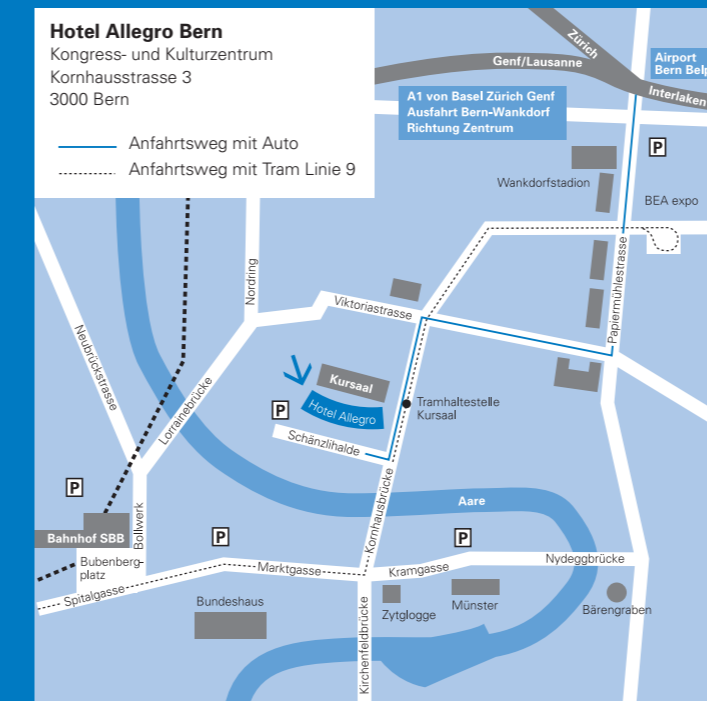 Hotel Allegro Bern
Kongress- und Kulturzentrum
Kornhausstrasse 3
3000 Bern
Anfahrtsweg mit Auto
Anfahrtsweg mit Tram Linie 9
Zürich
Genf/Lausanne
Airport
Bern Belp
Interlaken
A1 von Basel Zürich Genf
Ausfahrt Bern-Wankdorf
Richtung Zentrum
P
Wankdorfstadion
BEA expo
Papiermühlestrasse
Nordring
Viktoriastrasse
Neubrückstrasse
Lorrainebrücke
Kursaal
Hotel Allegro
P
Tramhaltestelle
Kursaal
Schänzlihalde
Kornhausbrücke
P
Aare
Bahnhof SBB
Bollwerk
P
P
Bubenberg-
platz
Marktgasse
Kramgasse
Nydeggbrücke
Spitalgasse
Bundeshaus
Zytglogge
Münster
Bärengraben
Kirchenfeldbrücke